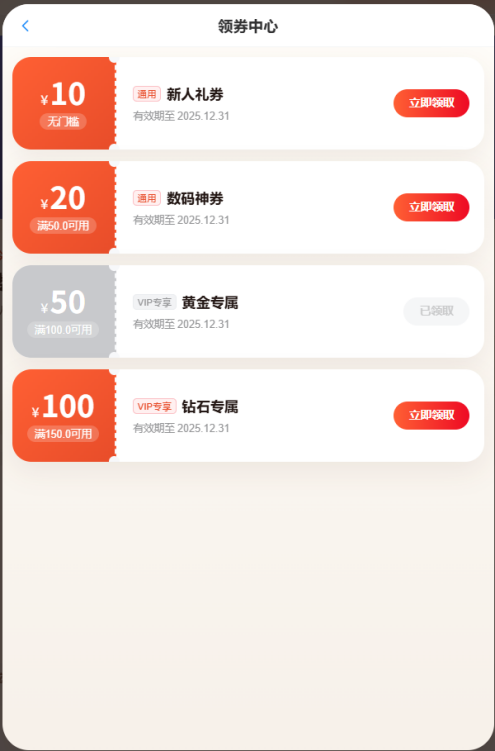 领券中心
¥10
无门槛
通用 新人礼券
有效期至 2025.12.31
立即领取
¥20
满50.0可用
通用 数码神券
有效期至 2025.12.31
立即领取
¥50
满100.0可用
VIP专享 黄金专属
有效期至 2025.12.31
已领取
¥100
满150.0可用
VIP专享 钻石专属
有效期至 2025.12.31
立即领取